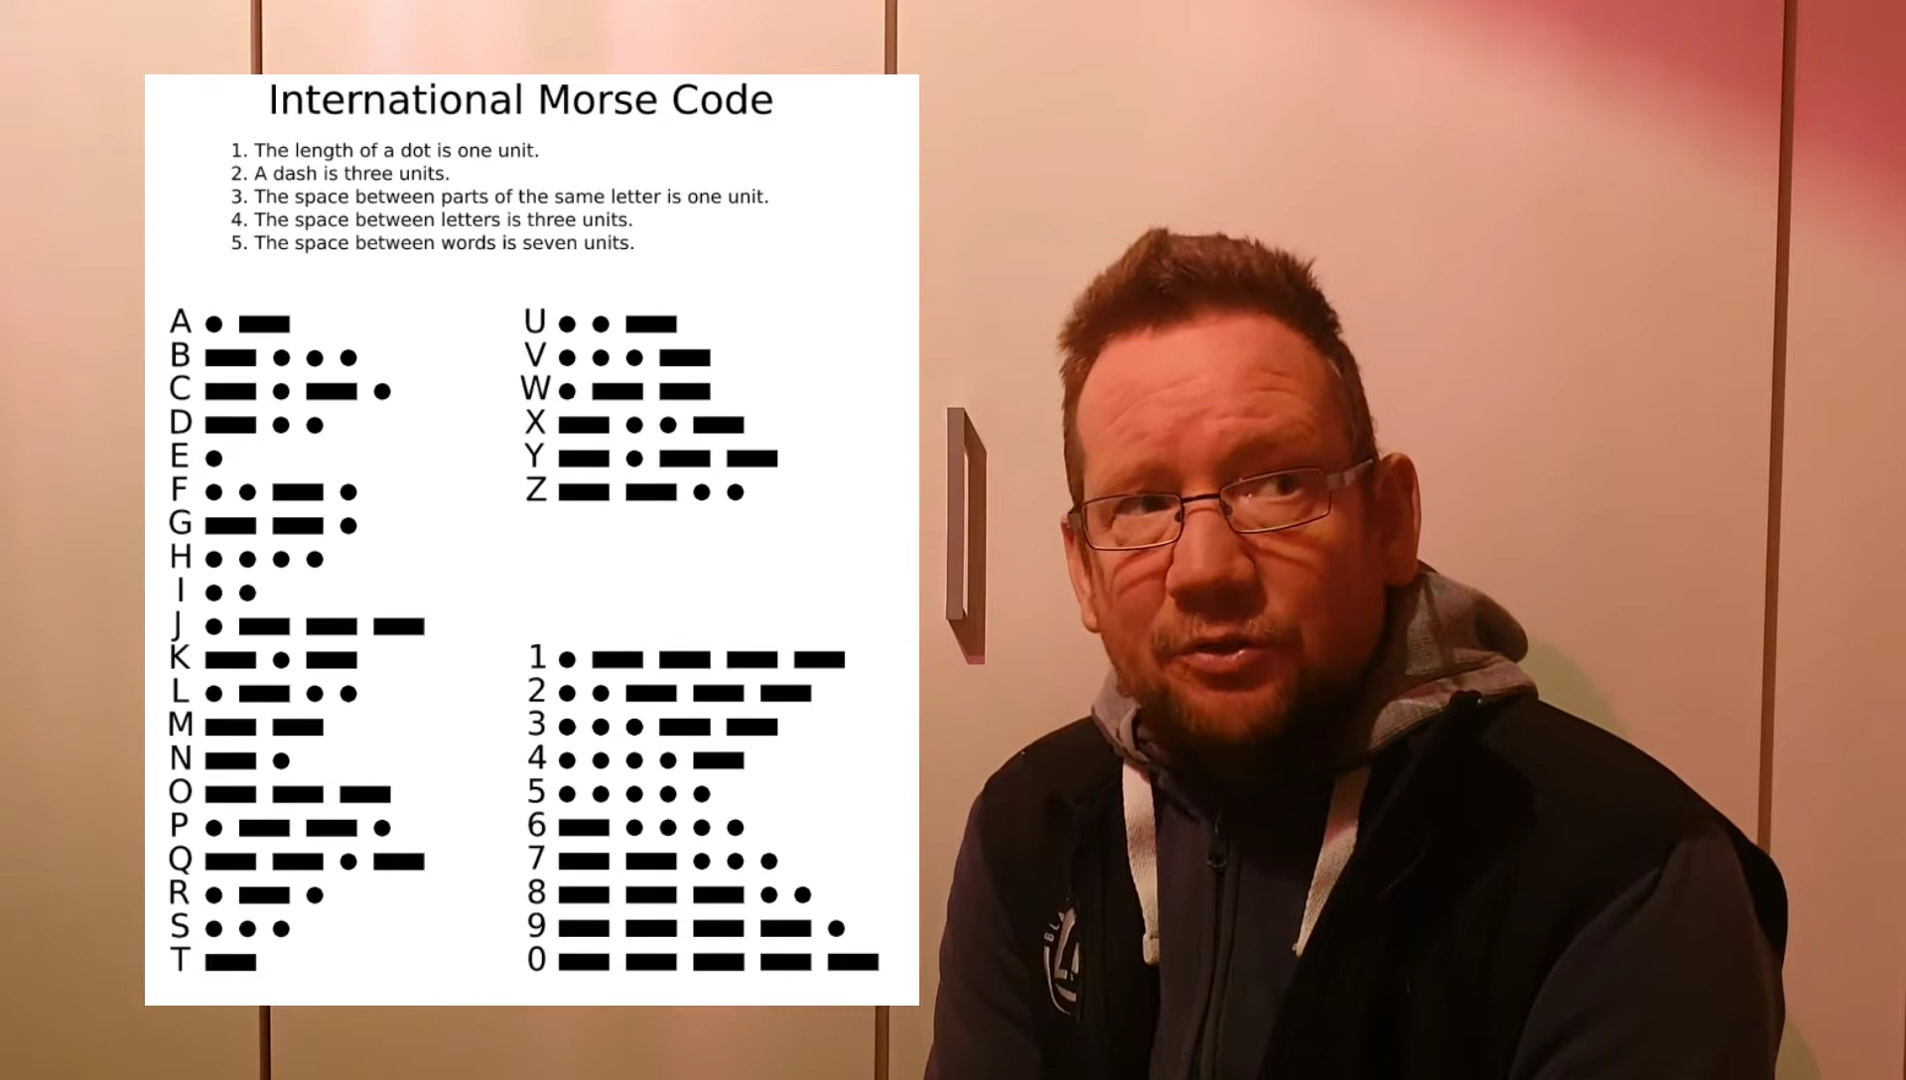 International Morse Code
1. The length of a dot is one unit.
2. A dash is three units.
3. The space between parts of the same letter is one unit.
4. The space between letters is three units.
5. The space between words is seven units.
A
B
C
D
E
F
G
H
I
J
K
L
M
N
O
P
Q
R
S
T
U
V
W
X
Y
Z
1
2
3
4
5
6
7
8
9
0